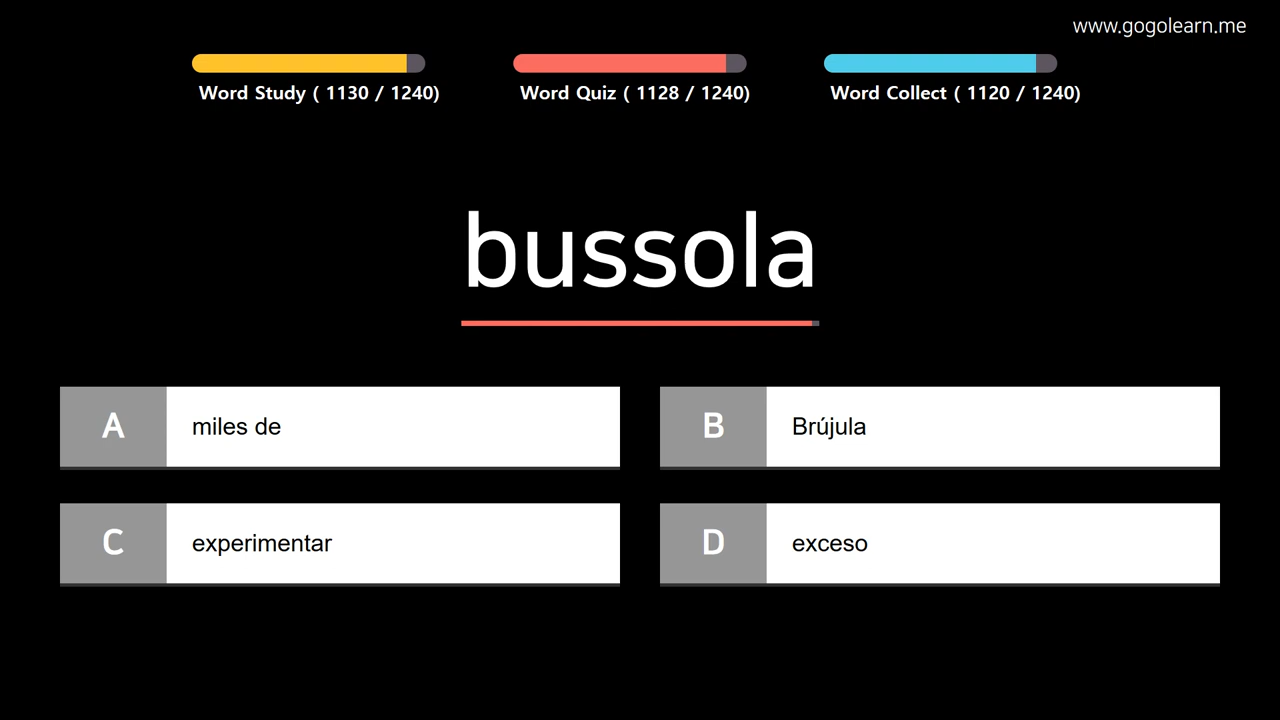 www.gogolearn.me
Word Study ( 1130 / 1240)
Word Quiz ( 1128 / 1240)
Word Collect ( 1120 / 1240)
bussola
A miles de
B Brújula
C experimentar
D exceso